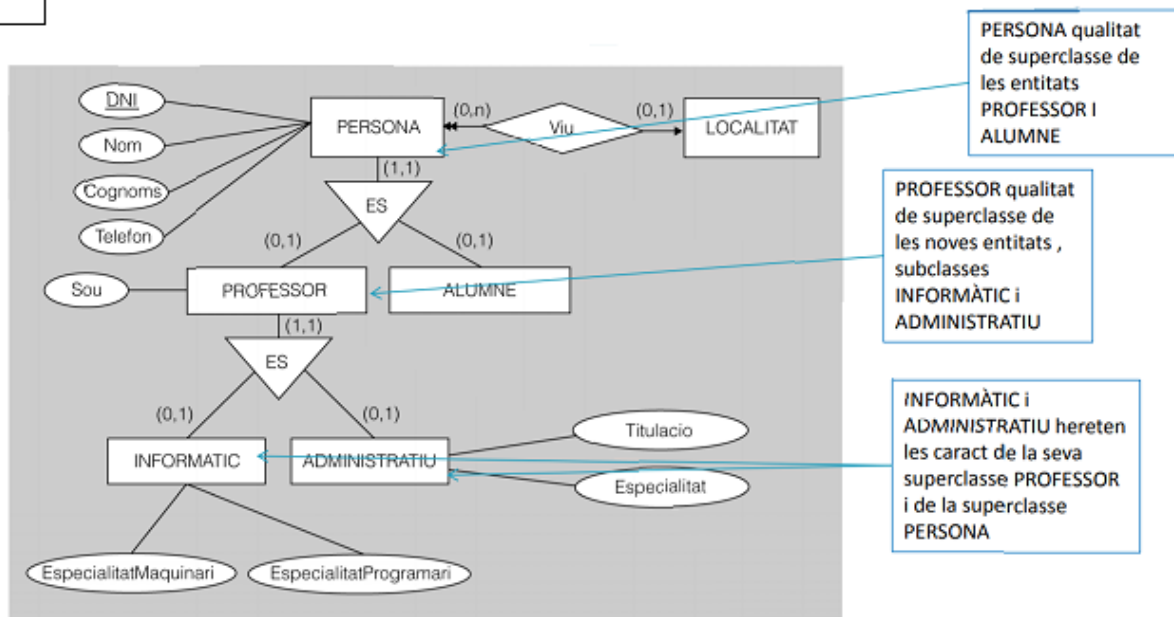 DNI
Nom
Cognoms
Telefon
PERSONA
(0,n)
Viu
(0,1)
LOCALITAT
(1,1)
ES
(0,1)
(0,1)
Sou
PROFESSOR
ALUMNE
(1,1)
ES
(0,1)
(0,1)
INFORMATIC
ADMINISTRATIU
Titulacio
Especialitat
EspecialitatMaquinari
EspecialitatProgramari
PERSONA qualitat
de superclasse de
les entitats
PROFESSOR I
ALUMNE
PROFESSOR qualitat
de superclasse de
les noves entitats ,
subclasses
INFORMÀTIC i
ADMINISTRATIU
INFORMÀTIC i
ADMINISTRATIU hereten
les caract de la seva
superclasse PROFESSOR
i de la superclasse
PERSONA